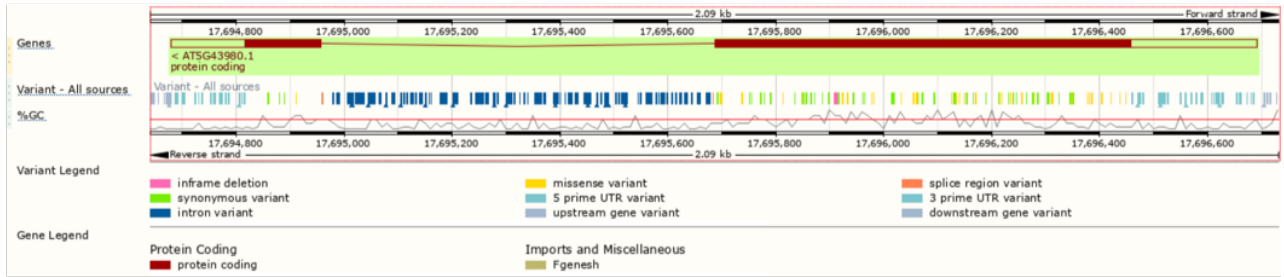 2.09 kb Forward strand
17,694,800 17,695,000 17,695,200 17,695,400 17,695,600 17,695,800 17,696,000 17,696,200 17,696,400 17,696,600
Genes
< AT5G43980.1
protein coding
Variant - All sources Variant - All sources
%GC
17,694,800 17,695,000 17,695,200 17,695,400 17,695,600 17,695,800 17,696,000 17,696,200 17,696,400 17,696,600
Reverse strand 2.09 kb
Variant Legend inframe deletion missense variant splice region variant
synonymous variant 5 prime UTR variant 3 prime UTR variant
intron variant upstream gene variant downstream gene variant
Gene Legend
Protein Coding Imports and Miscellaneous
protein coding Fgenesh